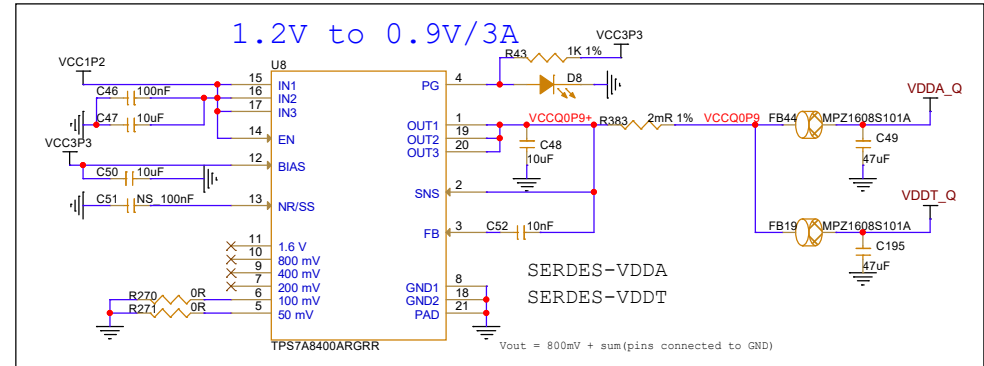 1.2V to 0.9V/3A
VCC1P2
C46 100nF
C47 10uF
VCC3P3
C50 10uF
C51 NS_100nF
R270 0R
R271 0R
U8
15 IN1
16 IN2
17 IN3
14 EN
12 BIAS
13 NR/SS
11 1.6 V
10 800 mV
9 400 mV
7 200 mV
6 100 mV
5 50 mV
PG 4
OUT1 1
OUT2 19
OUT3 20
SNS 2
FB 3
GND1 8
GND2 18
PAD 21
TPS7A8400ARGRR
R43 1K 1% VCC3P3
D8
VCCQ0P9+ R383 2mR 1% VCCQ0P9
C48
10uF
C52 10nF
FB44 MPZ1608S101A
VDDA_Q
C49
47uF
VDDT_Q
FB19 MPZ1608S101A
C195
47uF
SERDES-VDDA
SERDES-VDDT
Vout = 800mV + sum(pins connected to GND)